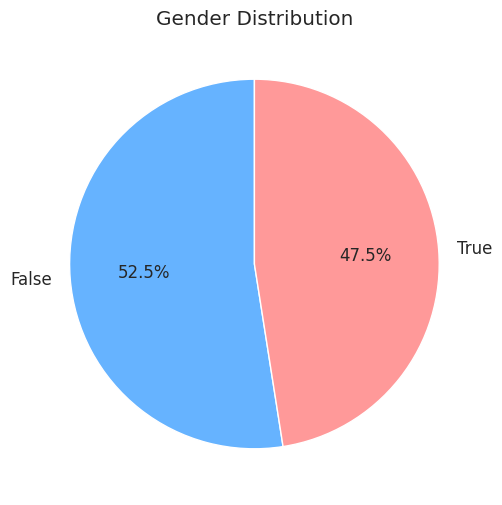 Gender Distribution
True
47.5%
52.5%
False